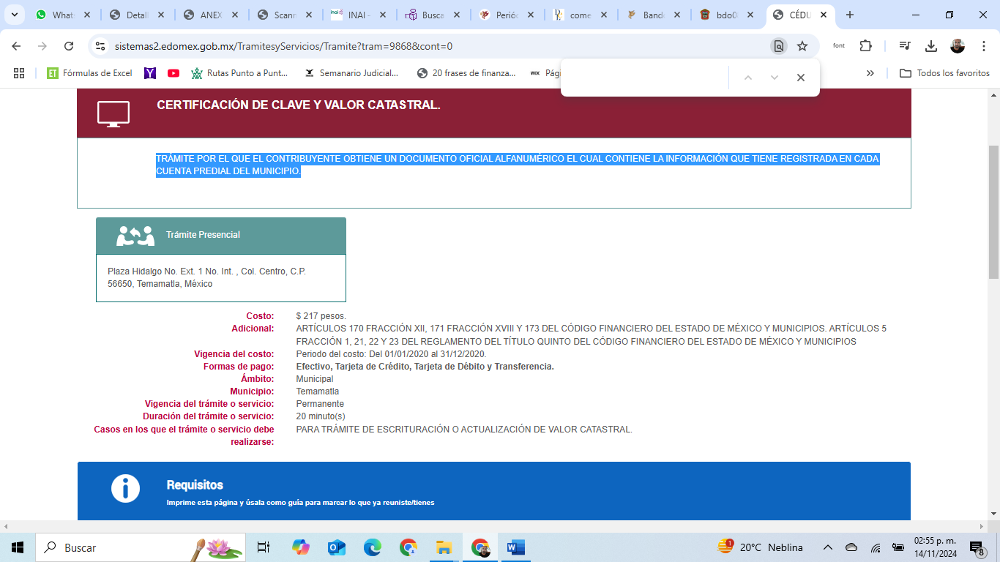 Whats
Detall
ANEX
Scann
inai
INAI -
Busca
Perióc
come
Band
bdo0
CÉDU
sistemas2.edomex.gob.mx/TramitesyServicios/Tramite?tram=9868&cont=0
font
ET Fórmulas de Excel
Rutas Punto a Punt...
Semanario Judicial...
20 frases de finanza...
WIX Pági
Todos los favoritos
CERTIFICACIÓN DE CLAVE Y VALOR CATASTRAL.
TRÁMITE POR EL QUE EL CONTRIBUYENTE OBTIENE UN DOCUMENTO OFICIAL ALFANUMÉRICO EL CUAL CONTIENE LA INFORMACIÓN QUE TIENE REGISTRADA EN CADA
CUENTA PREDIAL DEL MUNICIPIO.
Trámite Presencial
Plaza Hidalgo No. Ext. 1 No. Int. , Col. Centro, C.P.
56650, Temamatla, México
Costo: $ 217 pesos.
Adicional: ARTÍCULOS 170 FRACCIÓN XII, 171 FRACCIÓN XVIII Y 173 DEL CÓDIGO FINANCIERO DEL ESTADO DE MÉXICO Y MUNICIPIOS. ARTÍCULOS 5
FRACCIÓN 1, 21, 22 Y 23 DEL REGLAMENTO DEL TÍTULO QUINTO DEL CÓDIGO FINANCIERO DEL ESTADO DE MÉXICO Y MUNICIPIOS
Vigencia del costo: Periodo del costo: Del 01/01/2020 al 31/12/2020.
Formas de pago: Efectivo, Tarjeta de Crédito, Tarjeta de Débito y Transferencia.
Ámbito: Municipal
Municipio: Temamatla
Vigencia del trámite o servicio: Permanente
Duración del trámite o servicio: 20 minuto(s)
Casos en los que el trámite o servicio debe PARA TRÁMITE DE ESCRITURACIÓN O ACTUALIZACIÓN DE VALOR CATASTRAL.
realizarse:
Requisitos
Imprime esta página y úsala como guía para marcar lo que ya reuniste/tienes
Buscar
1
20°C Neblina
02:55 p. m.
14/11/2024
8